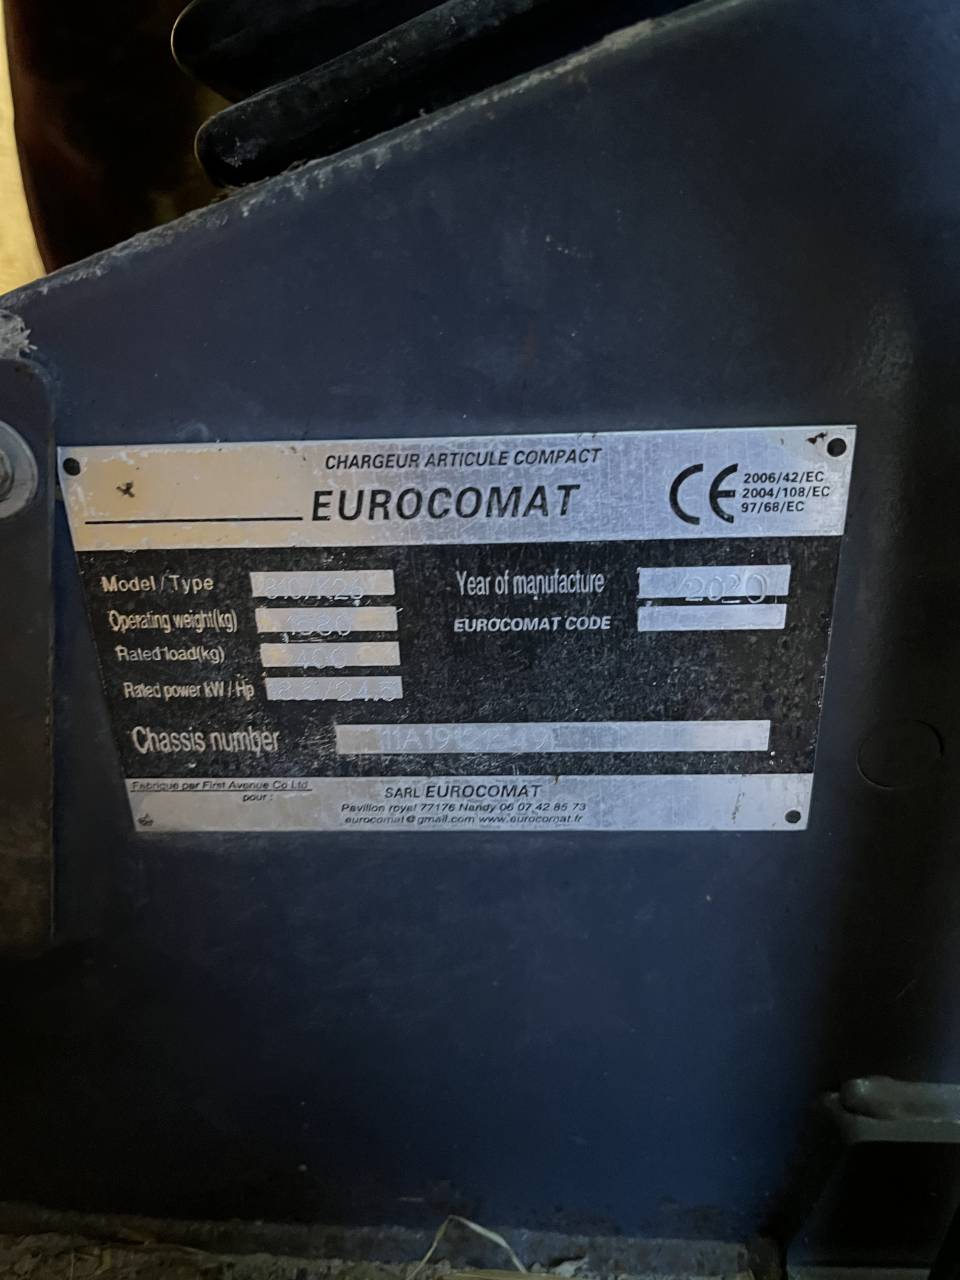 CHARGEUR ARTICULE COMPACT
EUROCOMAT
CE 2006/42/EC
2004/108/EC
97/68/EC
Model/Type 810/K26
Year of manufacture 2020
Operating weight(kg)
EUROCOMAT CODE
Rated load(kg) 400
Rated power kW/Hp
Chassis number
Fabrique par First Avenue Co Ltd
pour :
SARL EUROCOMAT
Pavillon royal 77176 Nandy 06 07 42 85 73
eurocomat@gmail.com www.eurocomat.fr